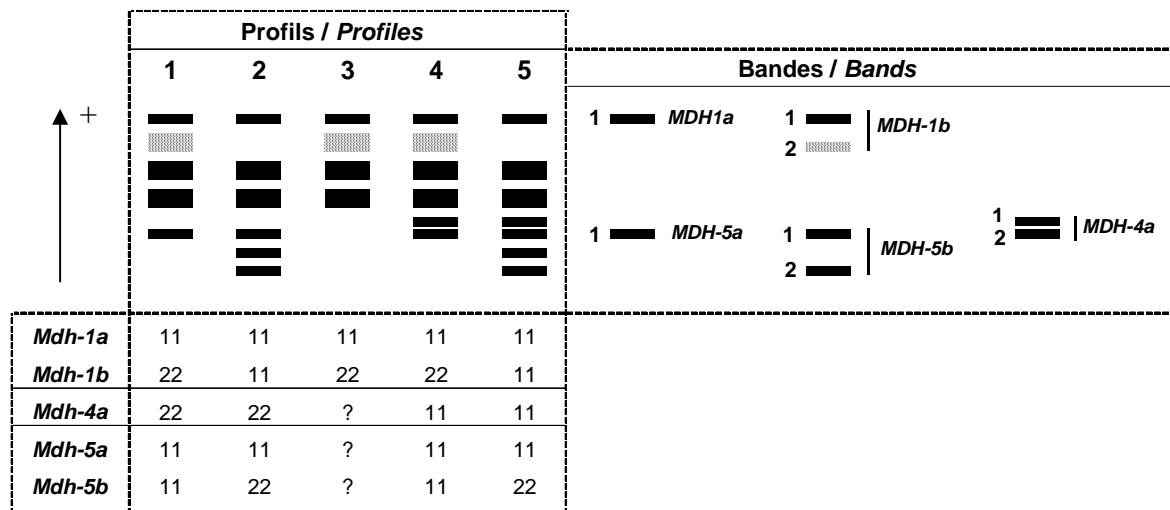 Profils / Profiles
1 2 3 4 5
Bandes / Bands
+
1 MDH1a
1
2 MDH-1b
1 MDH-5a
1
2 MDH-5b
1
2 MDH-4a
Mdh-1a 11 11 11 11 11
Mdh-1b 22 11 22 22 11
Mdh-4a 22 22 ? 11 11
Mdh-5a 11 11 ? 11 11
Mdh-5b 11 22 ? 11 22